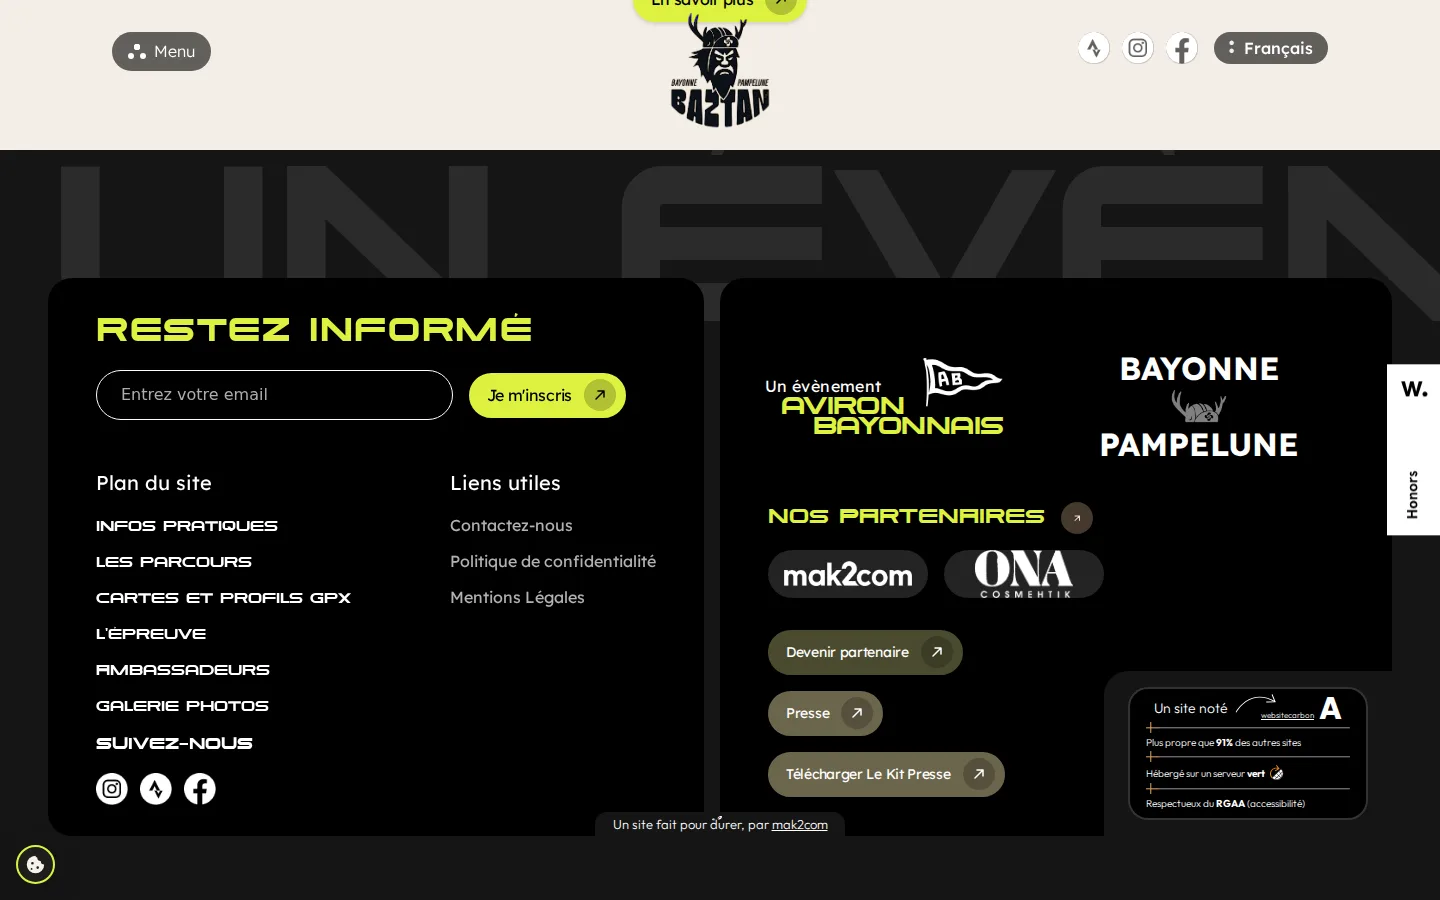 En savoir plus
Menu
BAYONNE PAMPELUNE
BAZTAN
Français
UN ÉVÈN
RESTEZ INFORMÉ
Entrez votre email
Je m'inscris
Plan du site
INFOS PRATIQUES
LES PARCOURS
CARTES ET PROFILS GPX
L'ÉPREUVE
AMBASSADEURS
GALERIE PHOTOS
SUIVEZ-NOUS
Liens utiles
Contactez-nous
Politique de confidentialité
Mentions Légales
Un évènement
AVIRON
BAYONNAIS
AB
BAYONNE
PAMPELUNE
NOS PARTENAIRES
mak2com
ONA
COSMEHTIK
Devenir partenaire
Presse
Télécharger Le Kit Presse
W.
Honors
Un site noté
websitecarbon A
Plus propre que 91% des autres sites
Hébergé sur un serveur vert
Respectueux du RGAA (accessibilité)
Un site fait pour durer, par mak2com